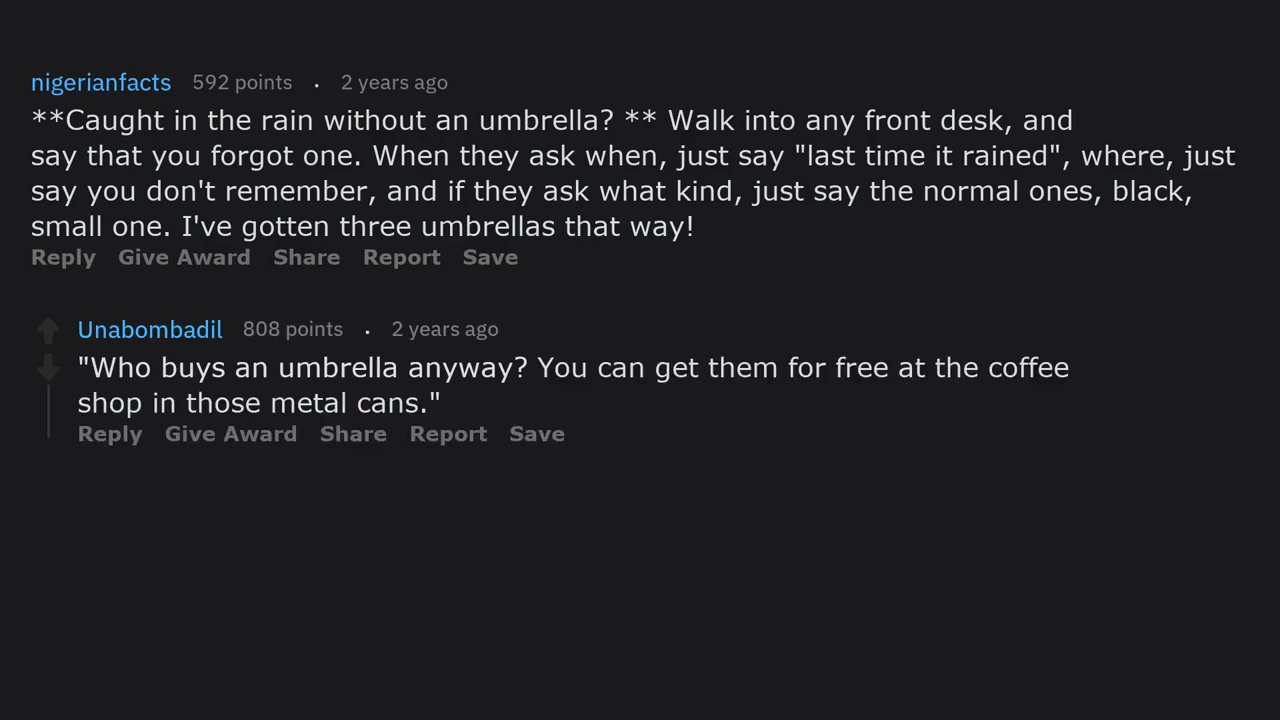 nigerianfacts 592 points . 2 years ago
**Caught in the rain without an umbrella? ** Walk into any front desk, and
say that you forgot one. When they ask when, just say "last time it rained", where, just
say you don't remember, and if they ask what kind, just say the normal ones, black,
small one. I've gotten three umbrellas that way!
Reply Give Award Share Report Save
Unabombadil 808 points . 2 years ago
"Who buys an umbrella anyway? You can get them for free at the coffee
shop in those metal cans."
Reply Give Award Share Report Save